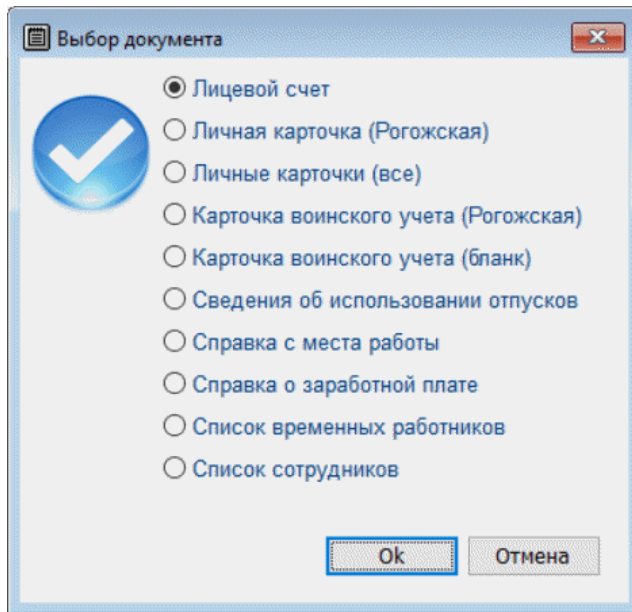 Выбор документа
Лицевой счет
Личная карточка (Рогожская)
Личные карточки (все)
Карточка воинского учета (Рогожская)
Карточка воинского учета (бланк)
Сведения об использовании отпусков
Справка с места работы
Справка о заработной плате
Список временных работников
Список сотрудников
Ok Отмена